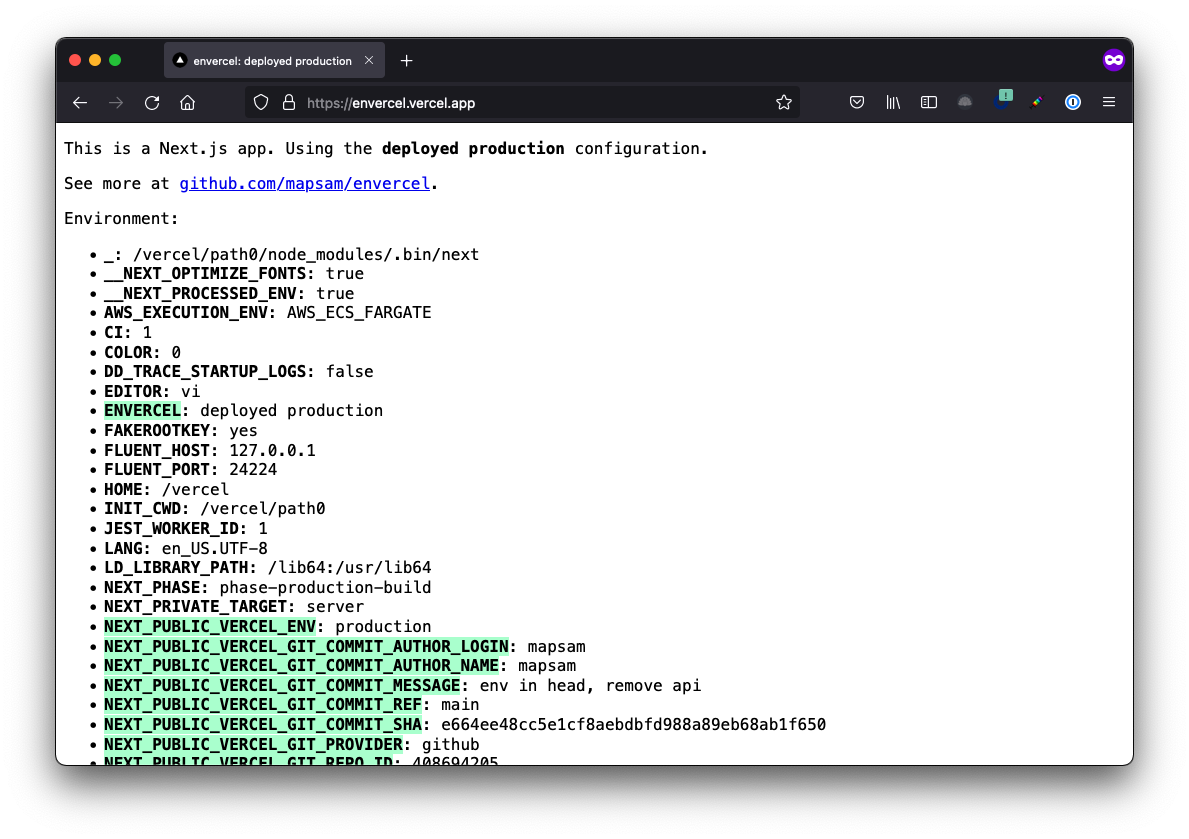 envercel: deployed production
https://envercel.vercel.app
This is a Next.js app. Using the deployed production configuration.
See more at github.com/mapsam/envercel.
Environment:
• _: /vercel/path0/node_modules/.bin/next
• __NEXT_OPTIMIZE_FONTS: true
• __NEXT_PROCESSED_ENV: true
• AWS_EXECUTION_ENV: AWS_ECS_FARGATE
• CI: 1
• COLOR: 0
• DD_TRACE_STARTUP_LOGS: false
• EDITOR: vi
• ENVERCEL: deployed production
• FAKEROOTKEY: yes
• FLUENT_HOST: 127.0.0.1
• FLUENT_PORT: 24224
• HOME: /vercel
• INIT_CWD: /vercel/path0
• JEST_WORKER_ID: 1
• LANG: en_US.UTF-8
• LD_LIBRARY_PATH: /lib64:/usr/lib64
• NEXT_PHASE: phase-production-build
• NEXT_PRIVATE_TARGET: server
• NEXT_PUBLIC_VERCEL_ENV: production
• NEXT_PUBLIC_VERCEL_GIT_COMMIT_AUTHOR_LOGIN: mapsam
• NEXT_PUBLIC_VERCEL_GIT_COMMIT_AUTHOR_NAME: mapsam
• NEXT_PUBLIC_VERCEL_GIT_COMMIT_MESSAGE: env in head, remove api
• NEXT_PUBLIC_VERCEL_GIT_COMMIT_REF: main
• NEXT_PUBLIC_VERCEL_GIT_COMMIT_SHA: e664ee48cc5e1cf8aebdbfd988a89eb68ab1f650
• NEXT_PUBLIC_VERCEL_GIT_PROVIDER: github
• NEXT_PUBLIC_VERCEL_GIT_REPO_ID: 408694205